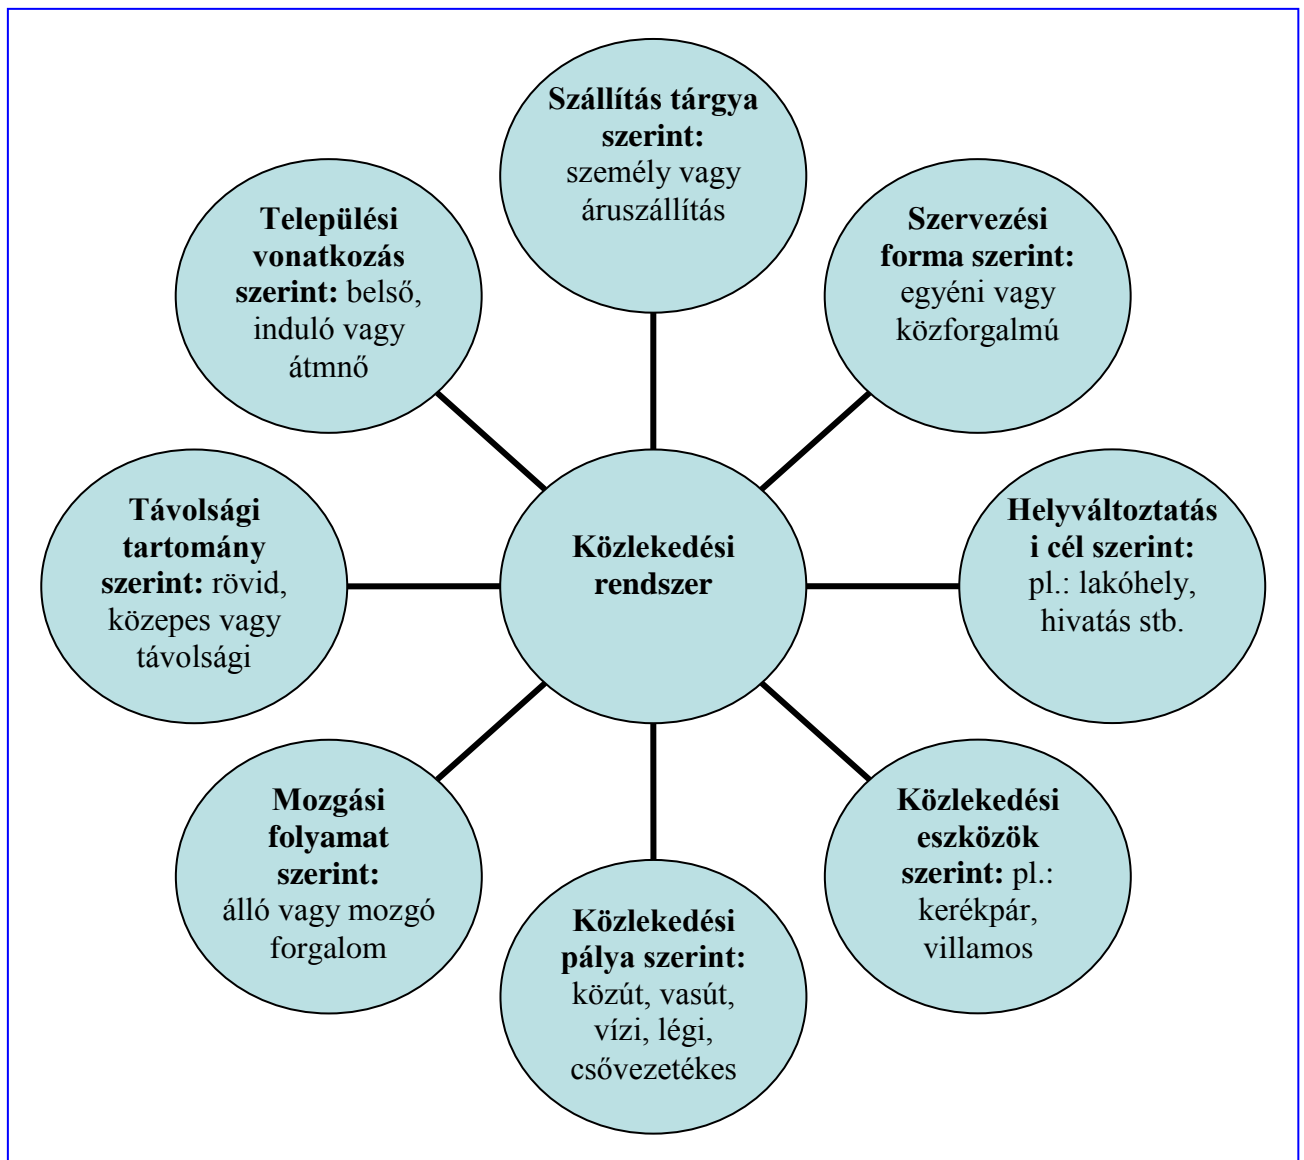 Szállítás tárgya
szerint:
személy vagy
áruszállítás
Települési
vonatkozás
szerint: belső,
induló vagy
átmnő
Szervezési
forma szerint:
egyéni vagy
közforgalmú
Távolsági
tartomány
szerint: rövid,
közepes vagy
távolsági
Közlekedési
rendszer
Helyváltoztatás
i cél szerint:
pl.: lakóhely,
hivatás stb.
Mozgási
folyamat
szerint:
álló vagy mozgó
forgalom
Közlekedési
pálya szerint:
közút, vasút,
vízi, légi,
csővezetékes
Közlekedési
eszközök
szerint: pl.:
kerékpár,
villamos